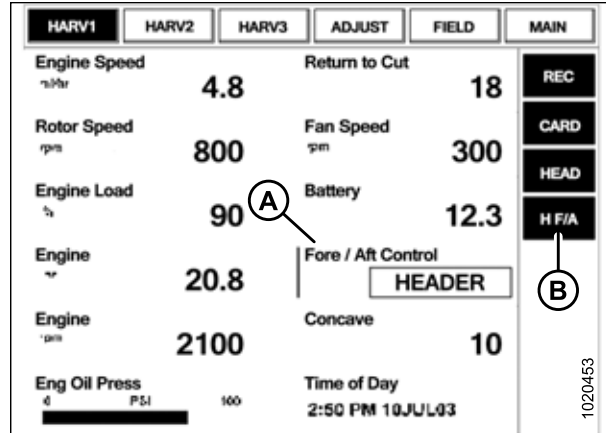 HARV1 HARV2 HARV3 ADJUST FIELD MAIN
Engine Speed
4.8
Return to Cut
18
REC
Rotor Speed
rpm
800
Fan Speed
rpm
300
CARD
HEAD
Engine Load
90
A
Battery
12.3
H F/A
Engine
20.8
Fore / Aft Control
HEADER
B
Engine
rpm
2100
Concave
10
Eng Oil Press
PSI 100
Time of Day
2:50 PM 10JUL03
1020453